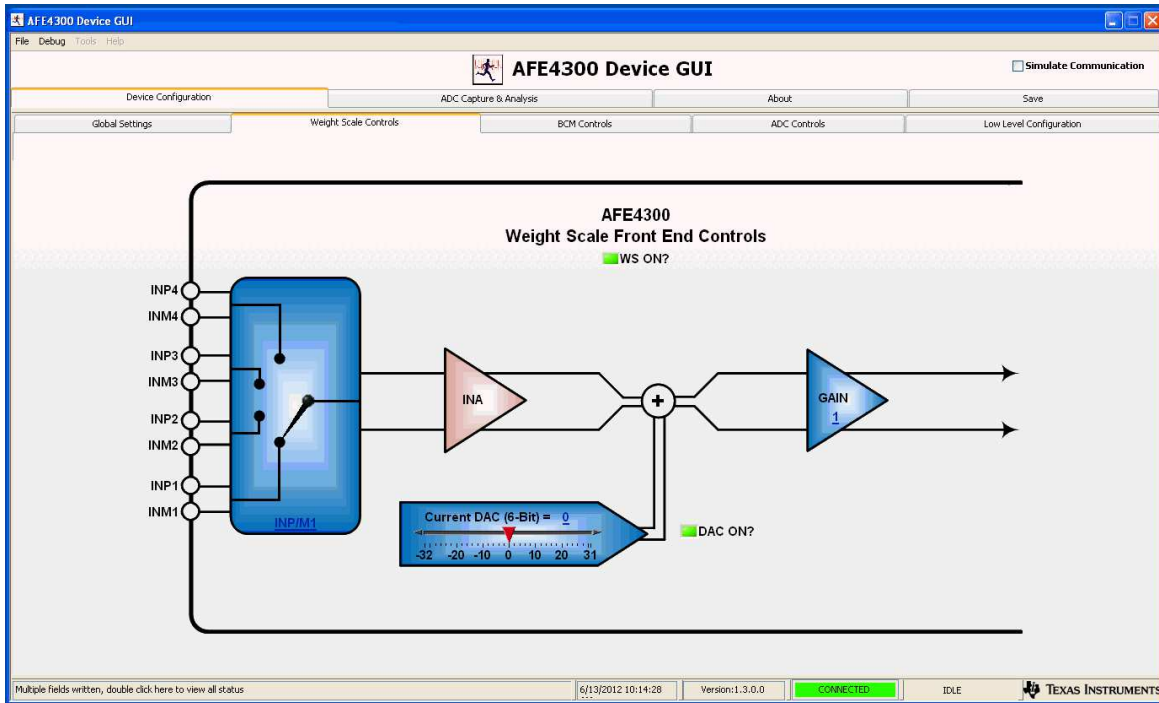 AFE4300 Device GUI
File Debug Tools Help
AFE4300 Device GUI
Simulate Communication
Device Configuration ADC Capture & Analysis About Save
Global Settings Weight Scale Controls BCM Controls ADC Controls Low Level Configuration
AFE4300
Weight Scale Front End Controls
WS ON?
INP4
INM4
INP3
INM3
INP2
INM2
INP1
INM1
INP/M1
INA
+
GAIN
1
Current DAC (6-Bit) = 0
-32 -20 -10 0 10 20 31
DAC ON?
Multiple fields written, double click here to view all status 6/13/2012 10:14:28 Version:1.3.0.0 CONNECTED IDLE TEXAS INSTRUMENTS